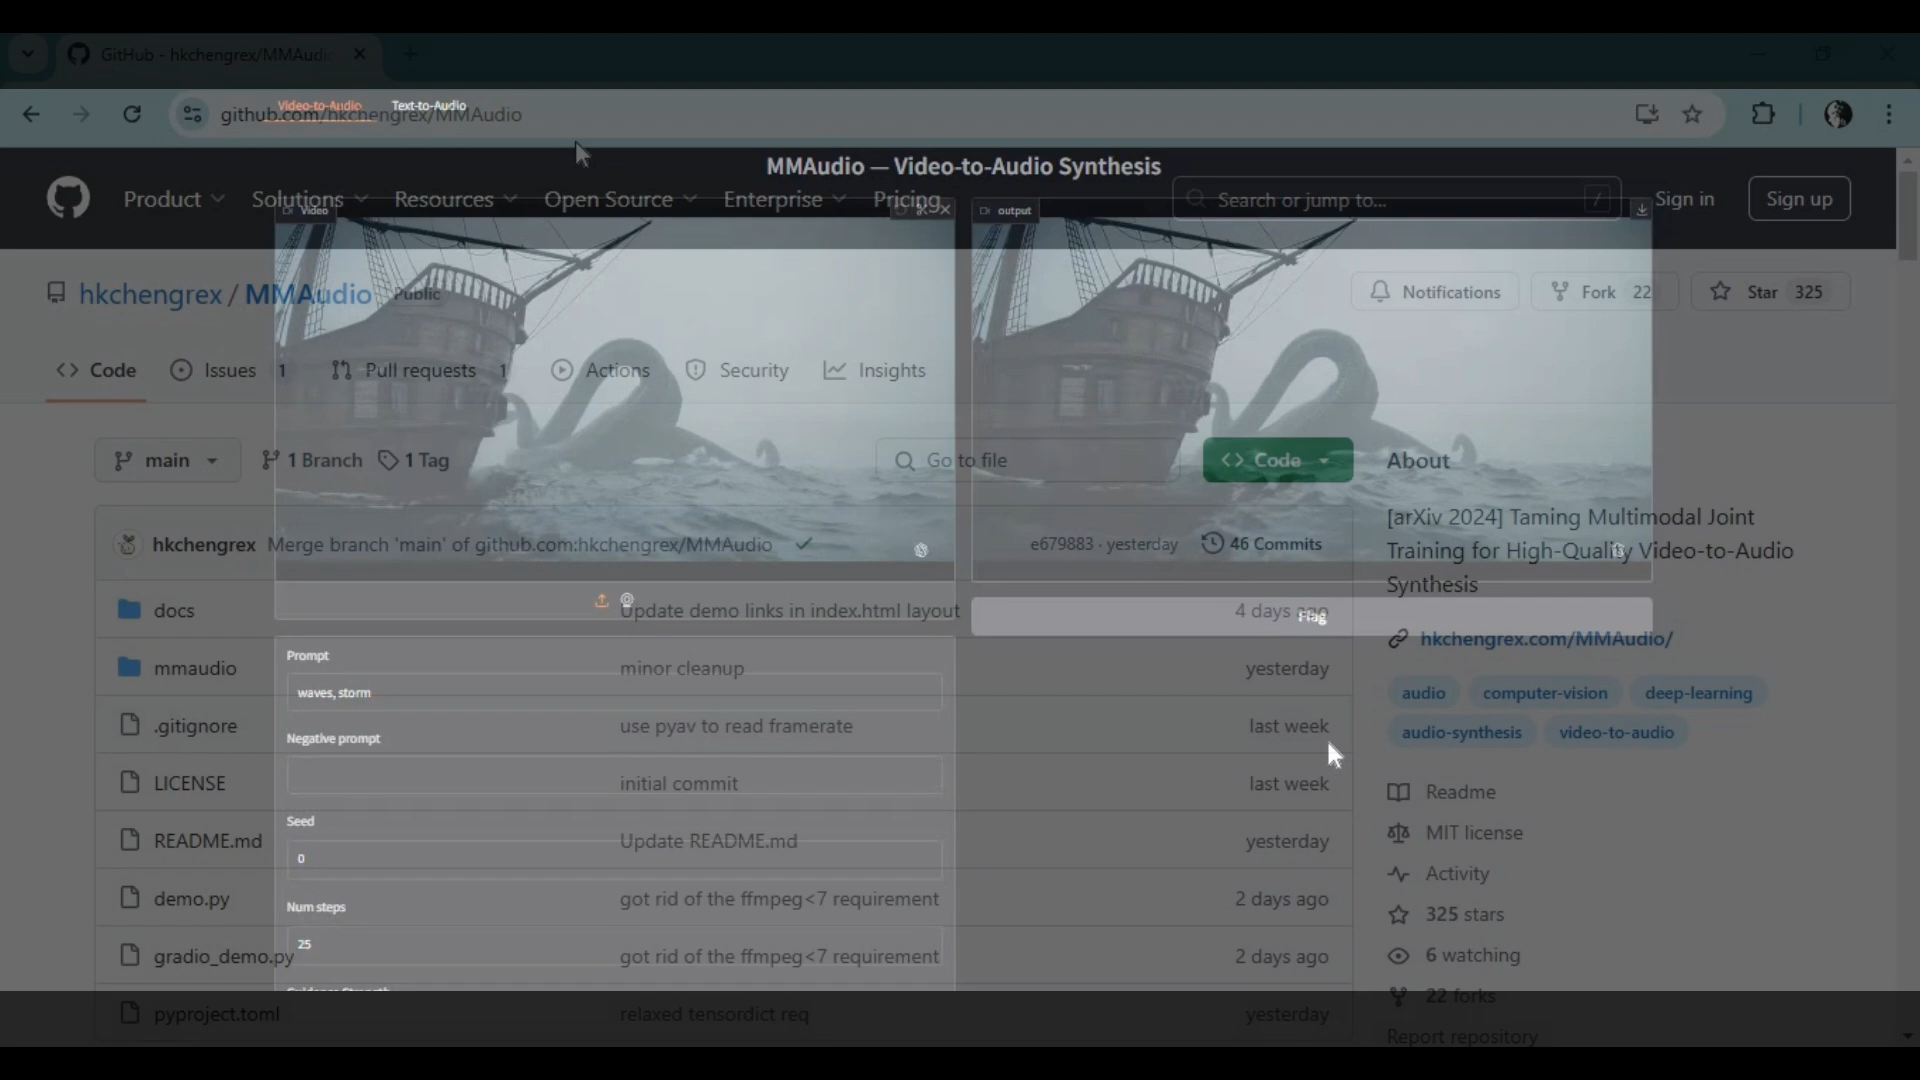 GitHub - hkchengrex/MMAudi
github.com/hkchengrex/MMAudio
Video-to-Audio Text-to-Audio
MMAudio — Video-to-Audio Synthesis
Product Solutions Resources Open Source Enterprise Pricing Search or jump to... / Sign in Sign up
Video
output
hkchengrex / MMAudio Public
Notifications Fork 22 Star 325
Code Issues 1 Pull requests 1 Actions Security Insights
main 1 Branch 1 Tag Go to file Code
About
[arXiv 2024] Taming Multimodal Joint
Training for High-Quality Video-to-Audio
Synthesis
hkchengrex Merge branch 'main' of github.com:hkchengrex/MMAudio e679883 · yesterday 46 Commits
docs Update demo links in index.html layout 4 days ago
Flag
hkchengrex.com/MMAudio/
Prompt
mmaudio minor cleanup yesterday
waves, storm
audio computer-vision deep-learning
.gitignore use pyav to read framerate last week
audio-synthesis video-to-audio
Negative prompt
LICENSE initial commit last week
Readme
Seed
MIT license
README.md Update README.md yesterday
0
Activity
demo.py got rid of the ffmpeg<7 requirement 2 days ago
Num steps
325 stars
25
gradio_demo.py got rid of the ffmpeg<7 requirement 2 days ago
6 watching
Guidance Strength
22 forks
pyproject.toml relaxed tensordict req yesterday
Report repository